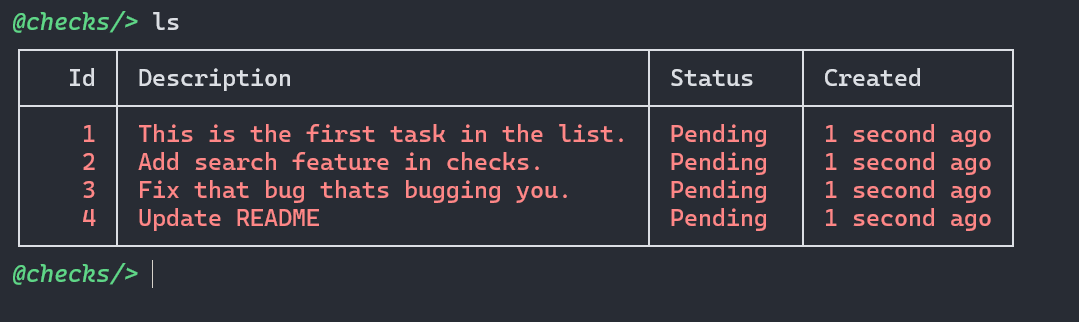 @checks/> ls
Id Description Status Created
1 This is the first task in the list. Pending 1 second ago
2 Add search feature in checks. Pending 1 second ago
3 Fix that bug thats bugging you. Pending 1 second ago
4 Update README Pending 1 second ago
@checks/>